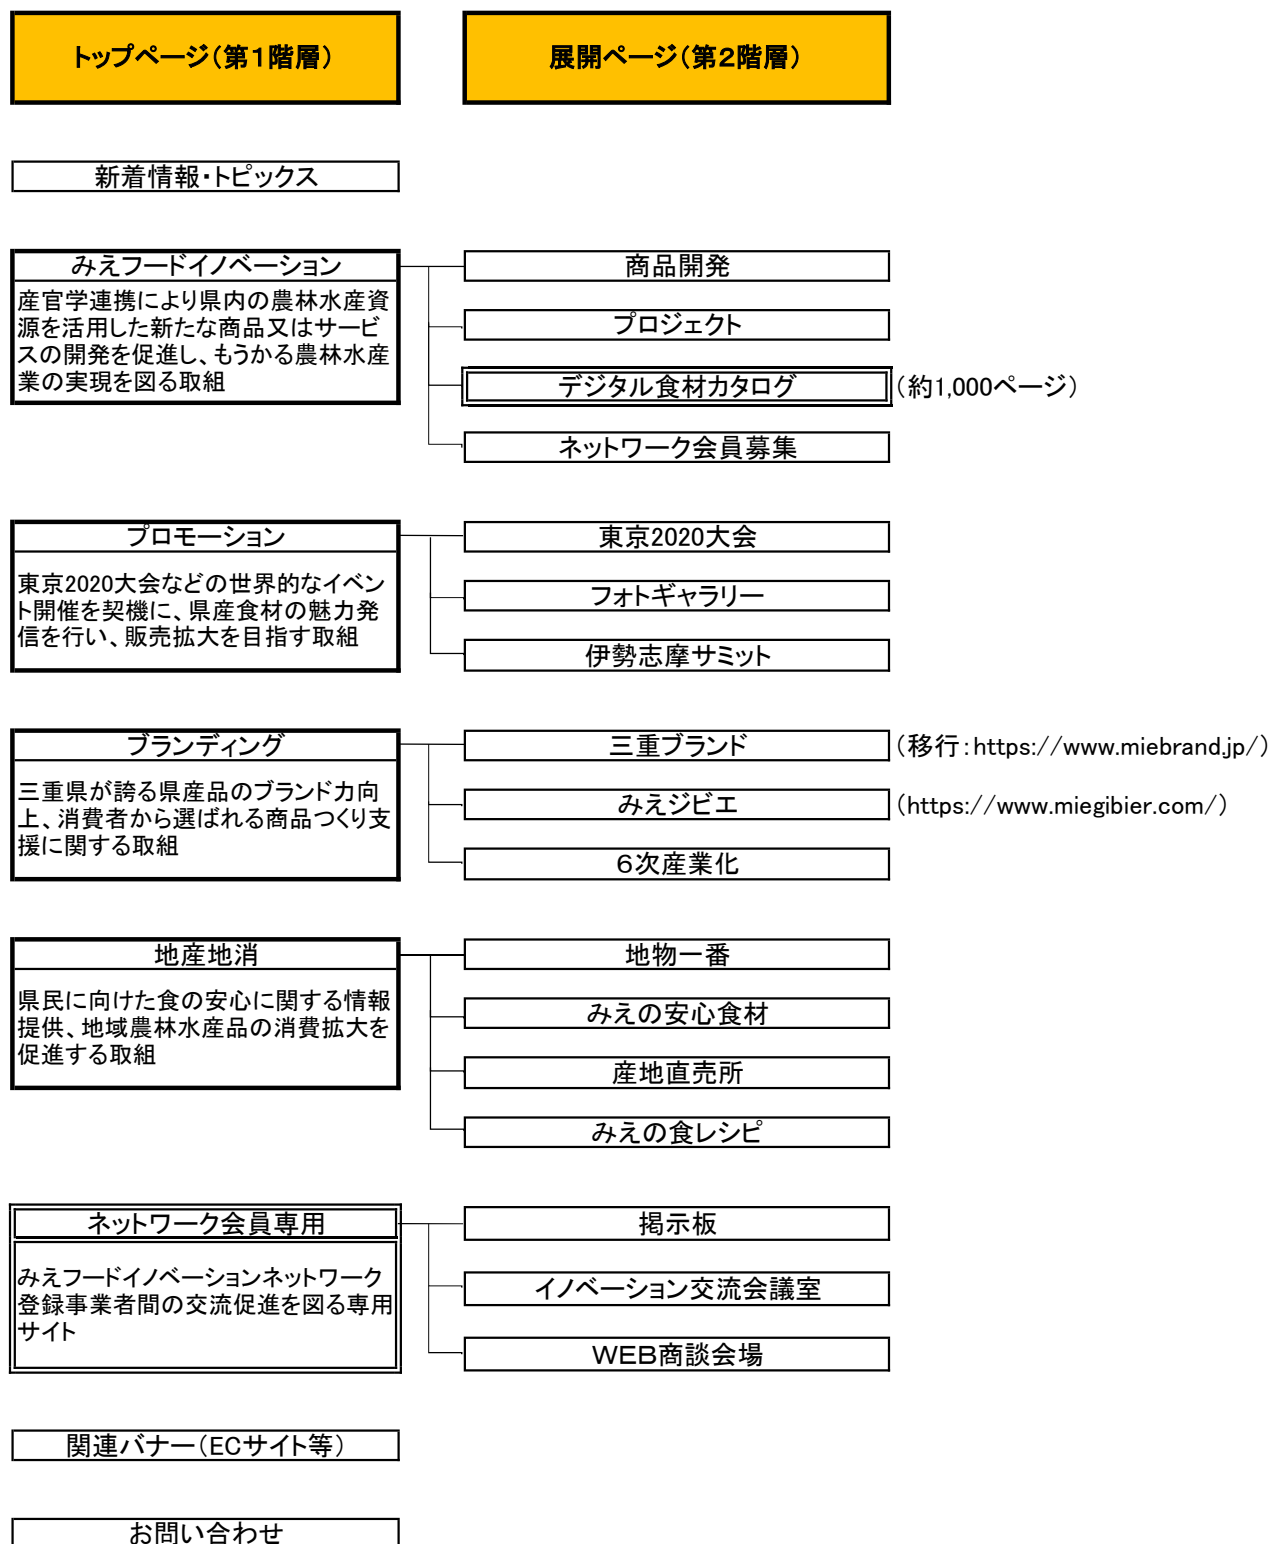 トップページ（第１階層）
展開ページ（第２階層）
新着情報・トピックス
みえフードイノベーション
産官学連携により県内の農林水産資
源を活用した新たな商品又はサービ
スの開発を促進し、もうかる農林水産
業の実現を図る取組
商品開発
プロジェクト
デジタル食材カタログ
（約1,000ページ）
ネットワーク会員募集
プロモーション
東京2020大会などの世界的なイベン
ト開催を契機に、県産食材の魅力発
信を行い、販売拡大を目指す取組
東京2020大会
フォトギャラリー
伊勢志摩サミット
ブランディング
三重県が誇る県産品のブランド力向
上、消費者から選ばれる商品つくり支
援に関する取組
三重ブランド
（移行：https://www.miebrand.jp/）
みえジビエ
（https://www.miegibier.com/）
６次産業化
地産地消
県民に向けた食の安心に関する情報
提供、地域農林水産品の消費拡大を
促進する取組
地物一番
みえの安心食材
産地直売所
みえの食レシピ
ネットワーク会員専用
みえフードイノベーションネットワーク
登録事業者間の交流促進を図る専用
サイト
掲示板
イノベーション交流会議室
ＷＥＢ商談会場
関連バナー（ECサイト等）
お問い合わせ